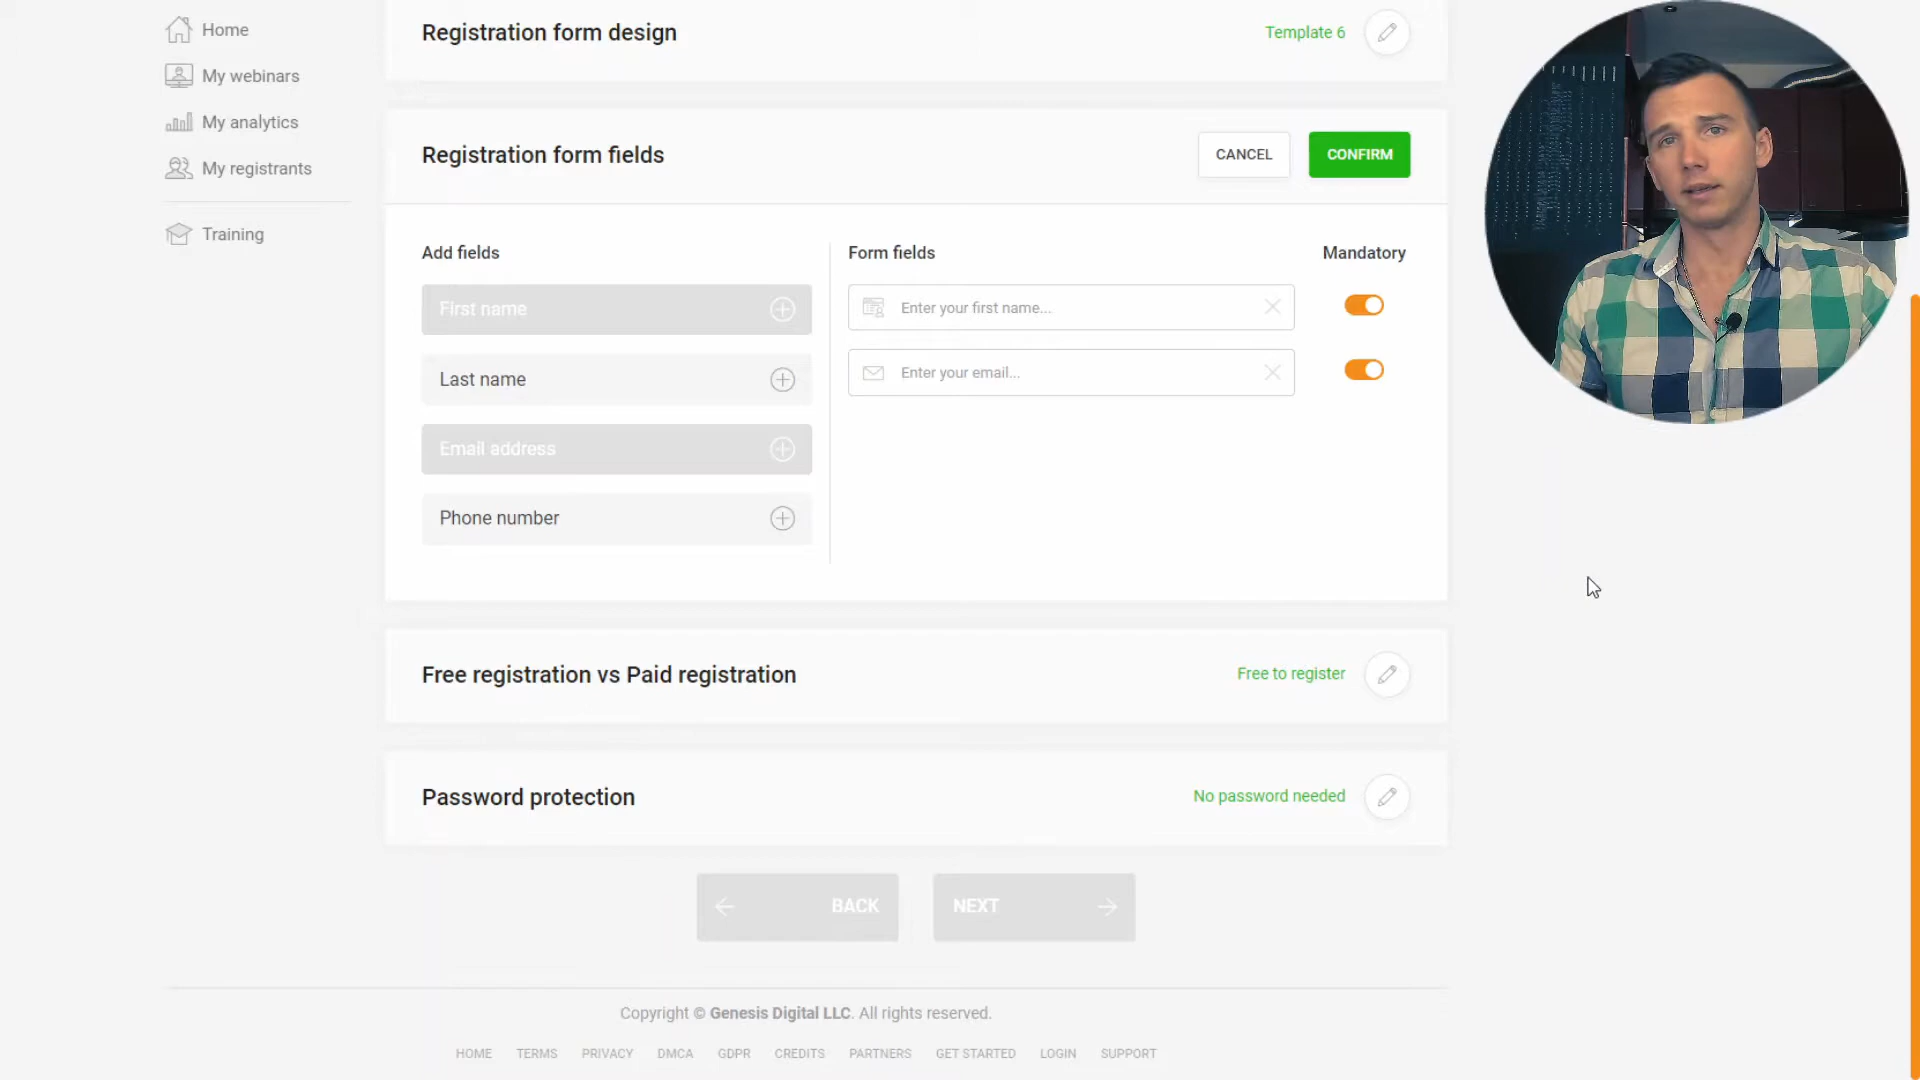 Home
My webinars
My analytics
My registrants
Training
Registration form design
Template 6
Registration form fields
CANCEL
CONFIRM
Add fields
Form fields
Mandatory
First name
Enter your first name...
Last name
Enter your email...
Email address
Phone number
Free registration vs Paid registration
Free to register
Password protection
No password needed
BACK
NEXT
Copyright © Genesis Digital LLC. All rights reserved.
HOME TERMS PRIVACY DMCA GDPR CREDITS PARTNERS GET STARTED LOGIN SUPPORT